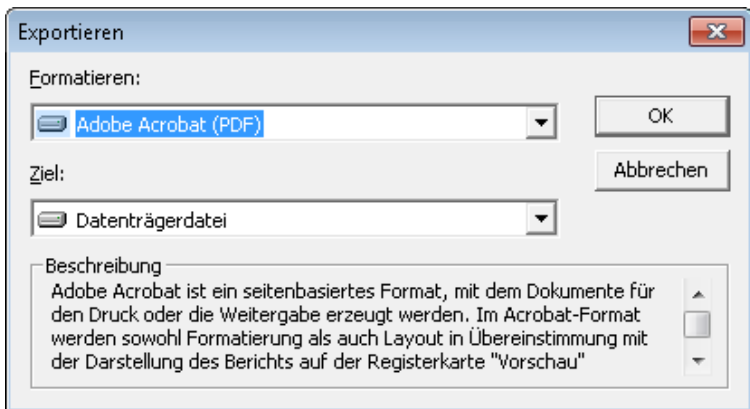 Exportieren
Formatieren:
Adobe Acrobat (PDF)
OK
Ziel:
Abbrechen
Datenträgerdatei
Beschreibung
Adobe Acrobat ist ein seitenbasiertes Format, mit dem Dokumente für
den Druck oder die Weitergabe erzeugt werden. Im Acrobat-Format
werden sowohl Formatierung als auch Layout in Übereinstimmung mit
der Darstellung des Berichts auf der Registerkarte "Vorschau"